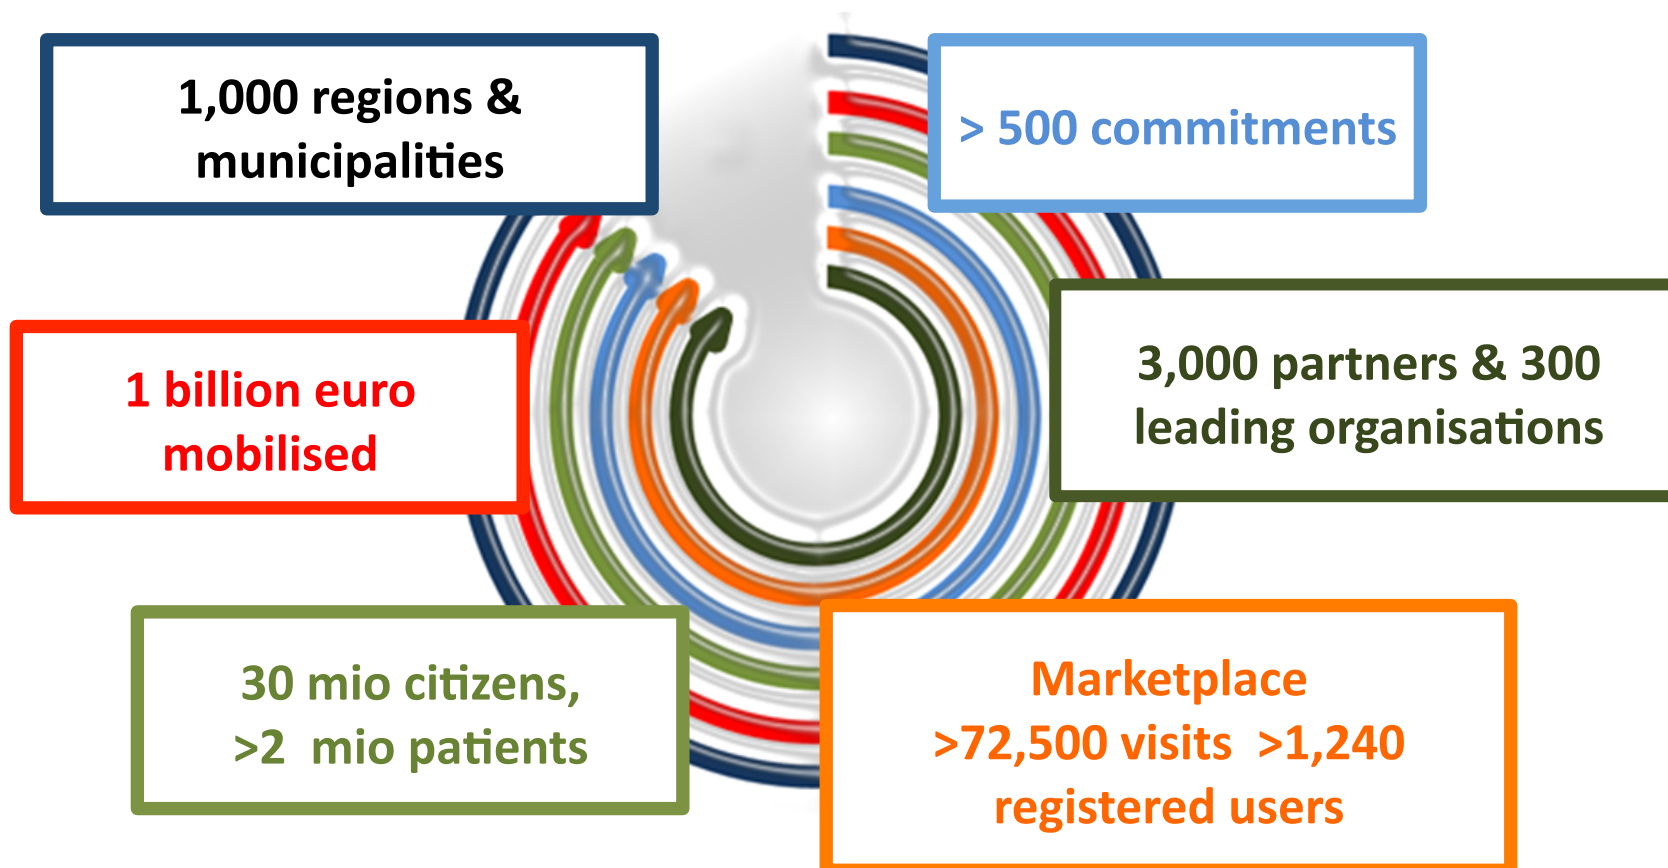 1,000 regions &
municipalities
> 500 commitments
1 billion euro
mobilised
3,000 partners & 300
leading organisations
30 mio citizens,
>2 mio patients
Marketplace
>72,500 visits >1,240
registered users